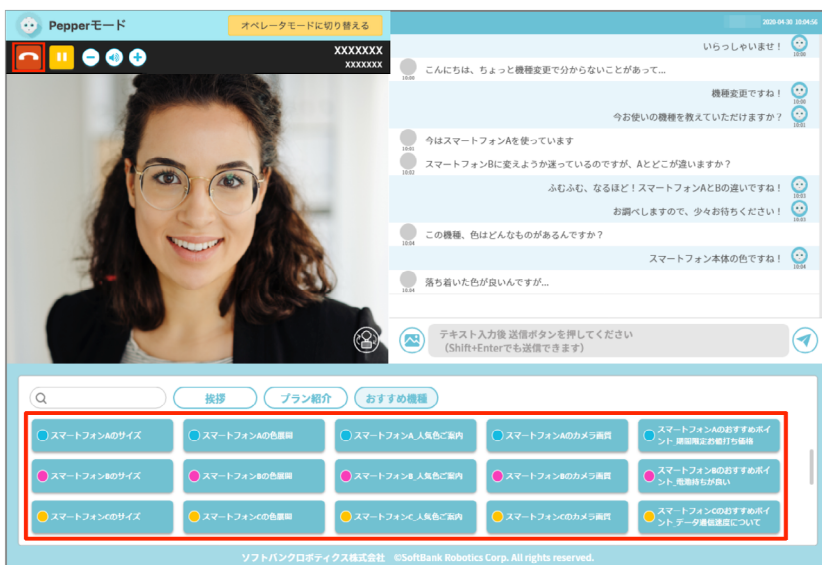 Pepperモード
オペレータモードに切り替える
2020-04-30 10:04:56
XXXXXXX
XXXXXXX
いらっしゃいませ！
10:00
こんにちは、ちょっと機種変更で分からないことがあって...
10:00
機種変更ですね！
10:00
今お使いの機種を教えていただけますか？
10:01
今はスマートフォンAを使っています
10:01
スマートフォンBに変えようか迷っているのですが、Aとどこが違いますか？
10:02
ふむふむ、なるほど！スマートフォンAとBの違いですね！
10:03
お調べしますので、少々お待ちください！
10:03
この機種、色はどんなものがあるんですか？
10:04
スマートフォン本体の色ですね！
10:04
落ち着いた色が良いんですが...
10:04
テキスト入力後 送信ボタンを押してください
（Shift+Enterでも送信できます）
挨拶
プラン紹介
おすすめ機種
スマートフォンAのサイズ
スマートフォンAの色展開
スマートフォンA_人気色ご案内
スマートフォンAのカメラ画質
スマートフォンAのおすすめポイ
ント_期間限定お値打ち価格
スマートフォンBのサイズ
スマートフォンBの色展開
スマートフォンB_人気色ご案内
スマートフォンBのカメラ画質
スマートフォンBのおすすめポイ
ント_電池持ちが良い
スマートフォンCのサイズ
スマートフォンCの色展開
スマートフォンC_人気色ご案内
スマートフォンCのカメラ画質
スマートフォンCのおすすめポイ
ント_データ通信速度について
ソフトバンクロボティクス株式会社 ©SoftBank Robotics Corp. All rights reserved.